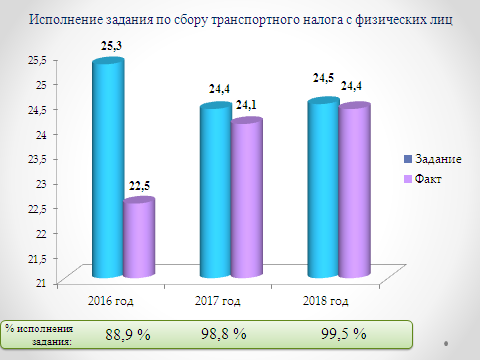 Исполнение задания по сбору транспортного налога с физических лиц
25,5
25
24,5
24
23,5
23
22,5
22
21,5
21
25,3
22,5
24,4
24,1
24,5
24,4
2016 год
2017 год
2018 год
Задание
Факт
% исполнения
задания:
88,9 %
98,8 %
99,5 %